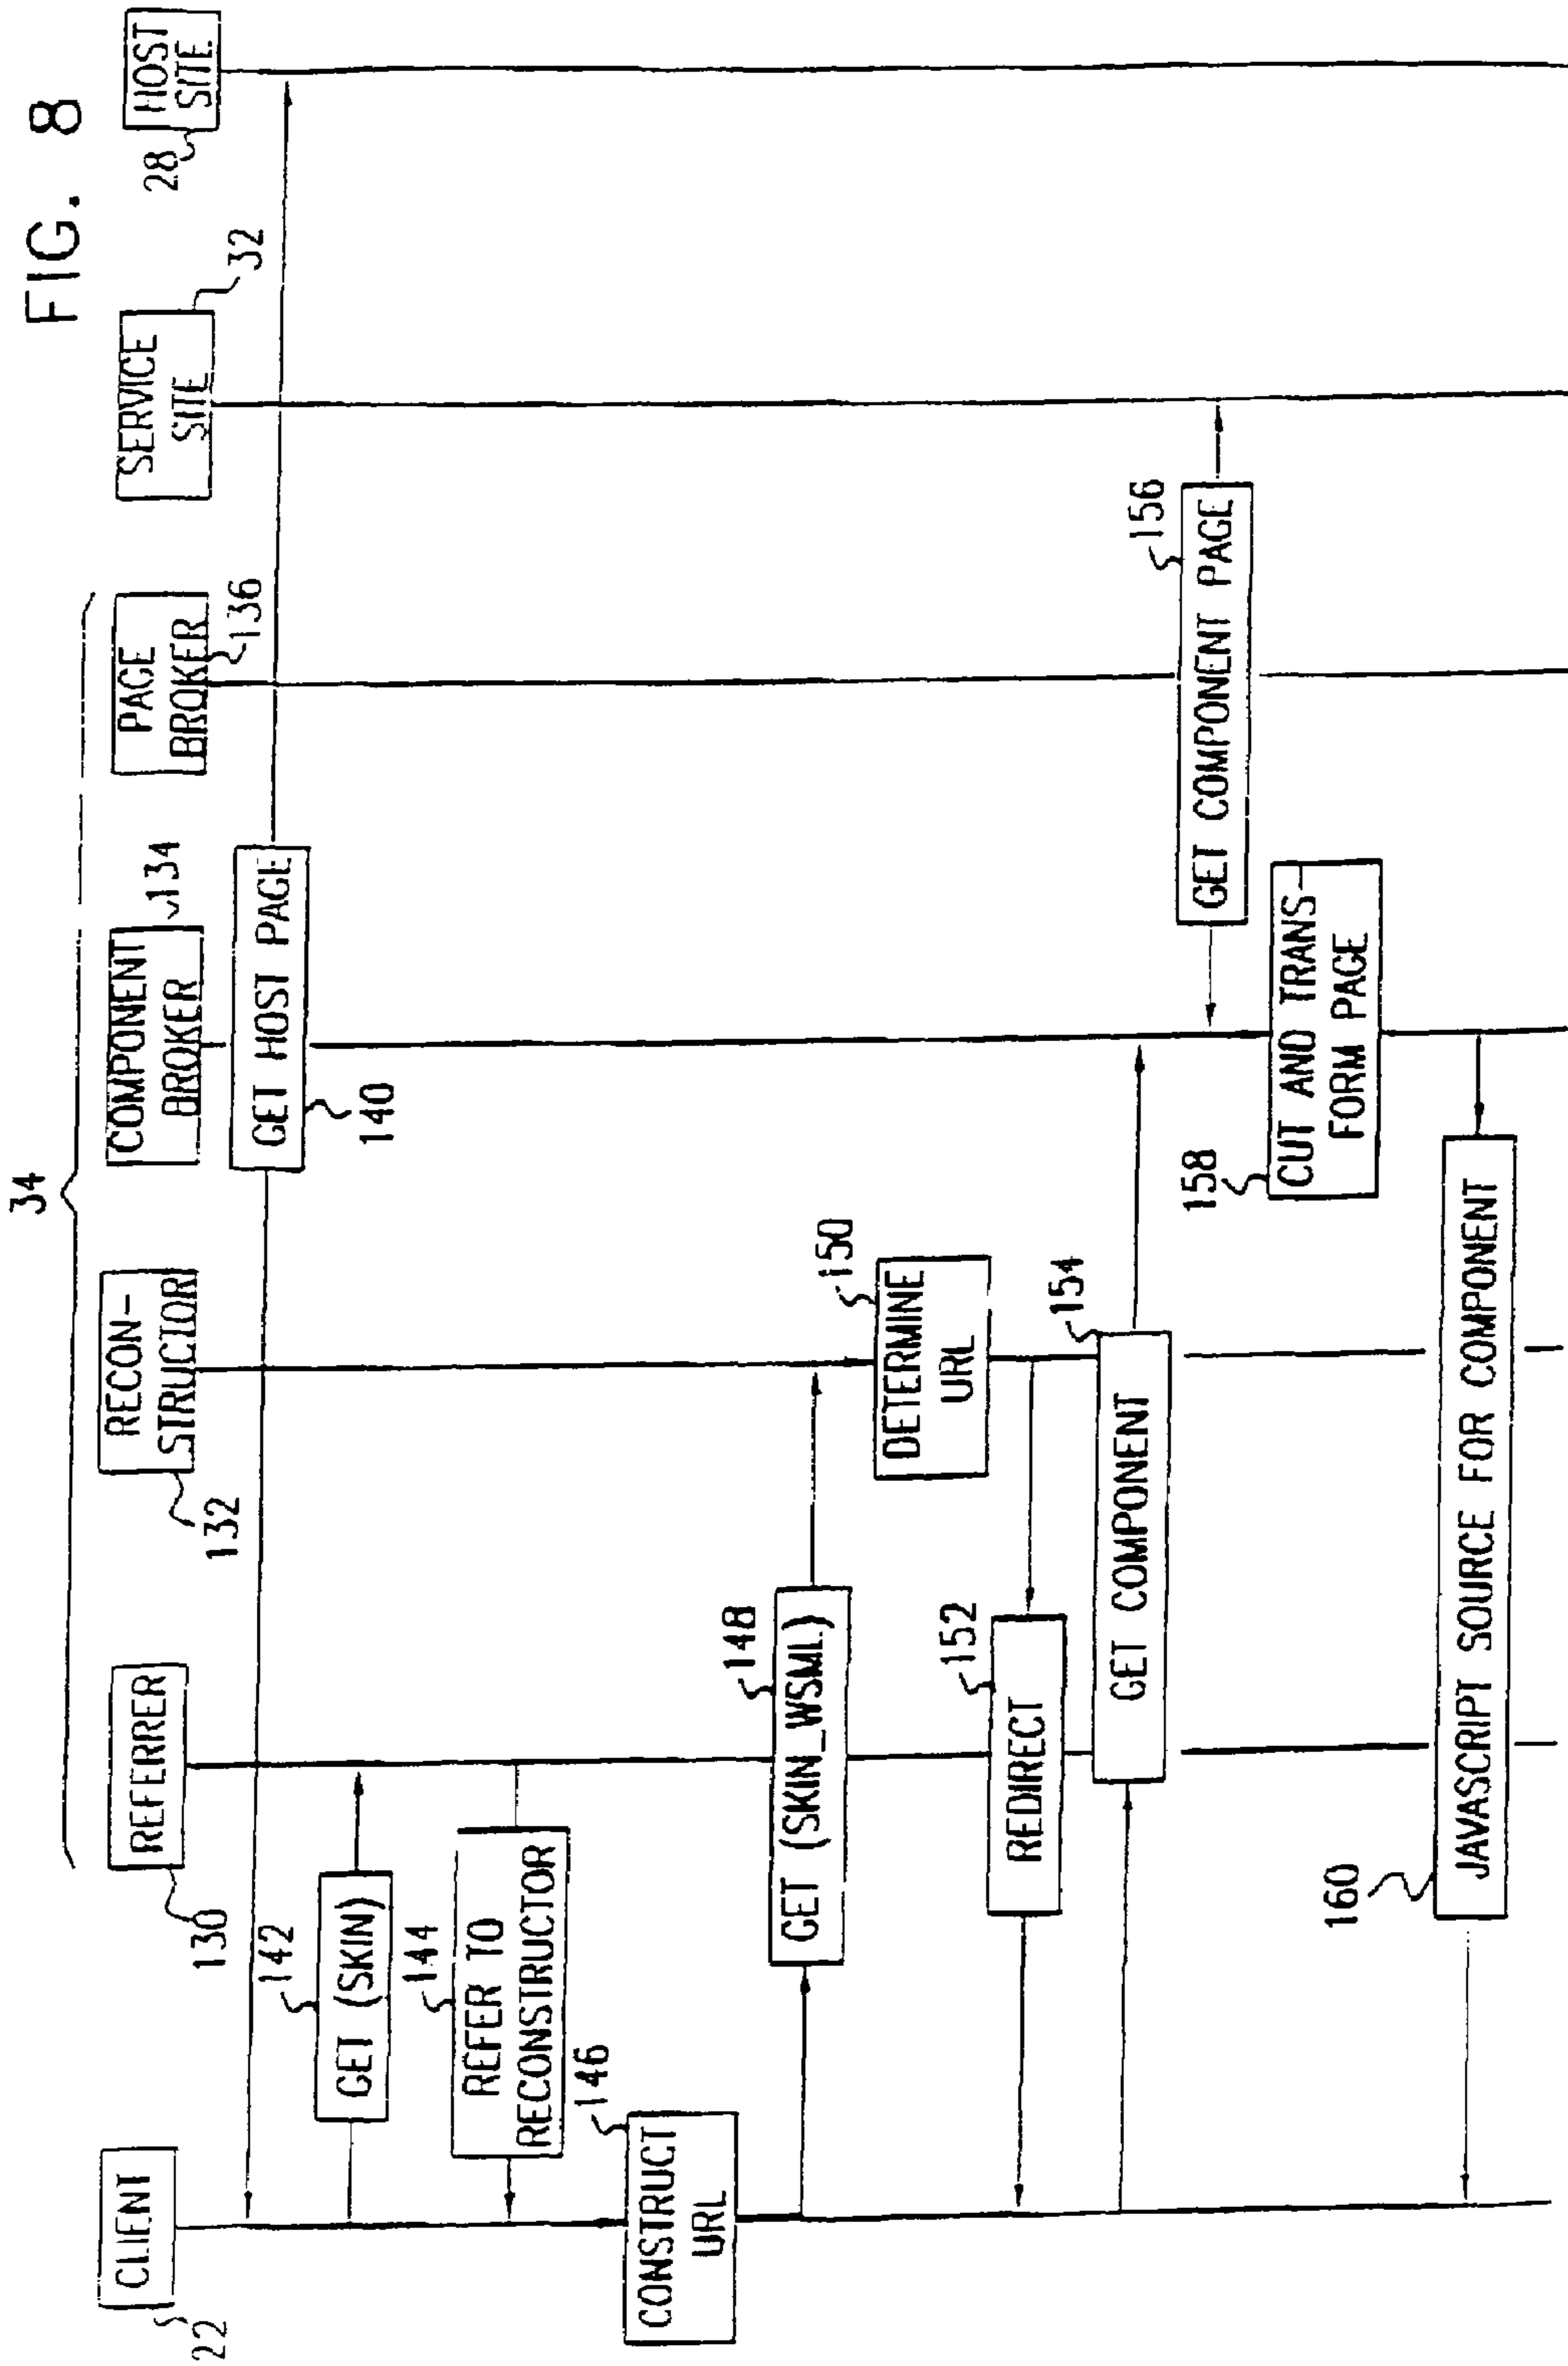 FIG. 8
34
CLIENT
22
REFERRER
130
RECON-
STRUCTOR
132
COMPONENT
BROKER
134
PAGE
BROKER
136
SERVICE
SITE
32
HOST
SITE
28
GET HOST PAGE
140
142
GET (SKIN)
144
REFER TO
RECONSTRUCTOR
146
CONSTRUCT
URL
148
GET (SKIN_WSML)
150
DETERMINE
URL
152
REDIRECT
154
GET COMPONENT
156
GET COMPONENT PAGE
158
CUT AND TRANS-
FORM PAGE
160
JAVASCRIPT SOURCE FOR COMPONENT